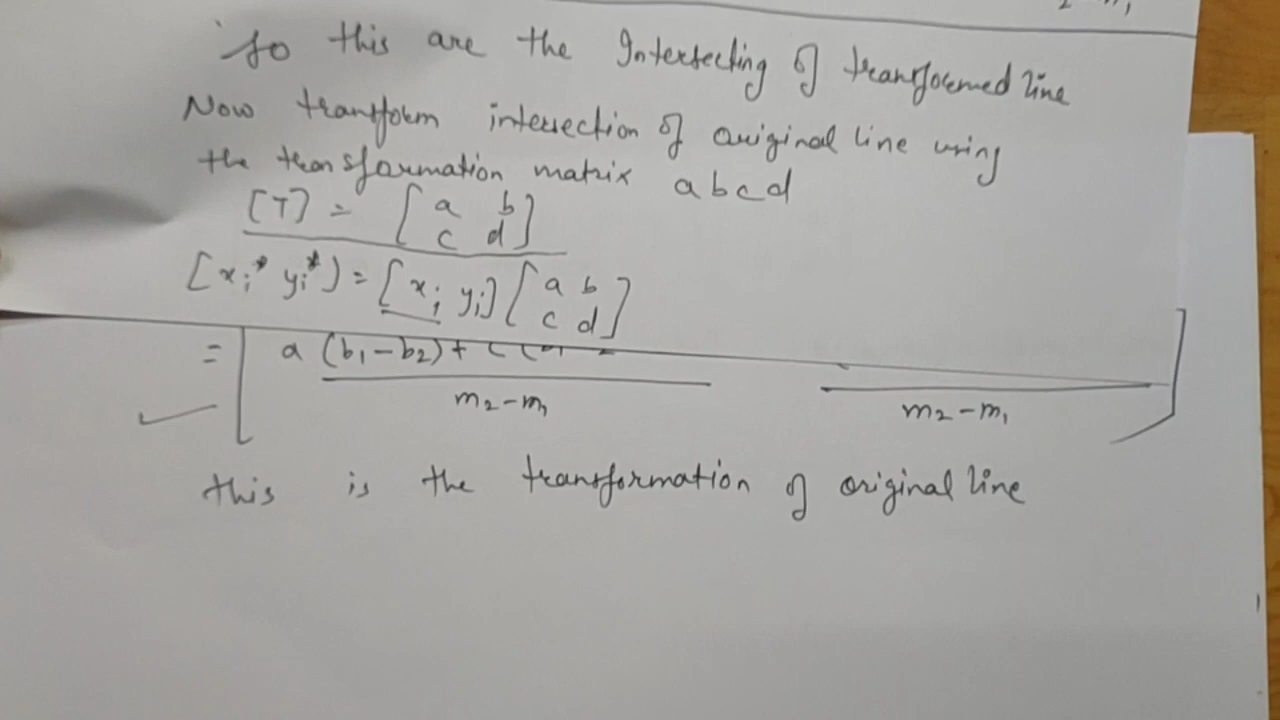 So this are the Intersecting of transformed line
Now transform intersection of original line using
the transformation matrix a b c d
[T] = [a b
c d]
[xi* yi*] = [xi yi] [a b
c d]
= [a (b1-b2) + 
m2-m1 m2-m1]
this is the transformation of original line